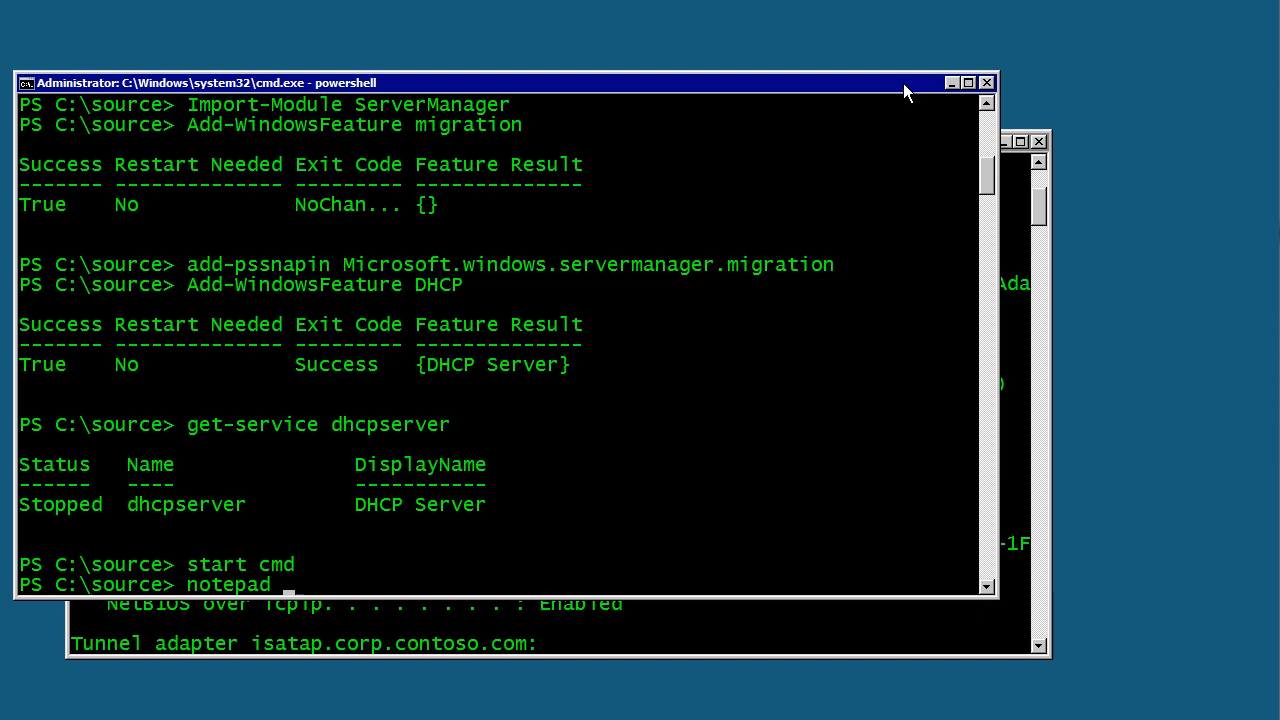 Administrator: C:\Windows\system32\cmd.exe - powershell
PS C:\source> Import-Module ServerManager
PS C:\source> Add-WindowsFeature migration
Success Restart Needed Exit Code Feature Result
------- -------------- --------- --------------
True No NoChan... {}
PS C:\source> add-pssnapin Microsoft.windows.servermanager.migration
PS C:\source> Add-WindowsFeature DHCP
Success Restart Needed Exit Code Feature Result
------- -------------- --------- --------------
True No Success {DHCP Server}
PS C:\source> get-service dhcpserver
Status Name DisplayName
------ ---- -----------
Stopped dhcpserver DHCP Server
PS C:\source> start cmd
PS C:\source> notepad
Ada
-1F
NetBIOS over Tcpip. . . . . . . . : Enabled
Tunnel adapter isatap.corp.contoso.com: